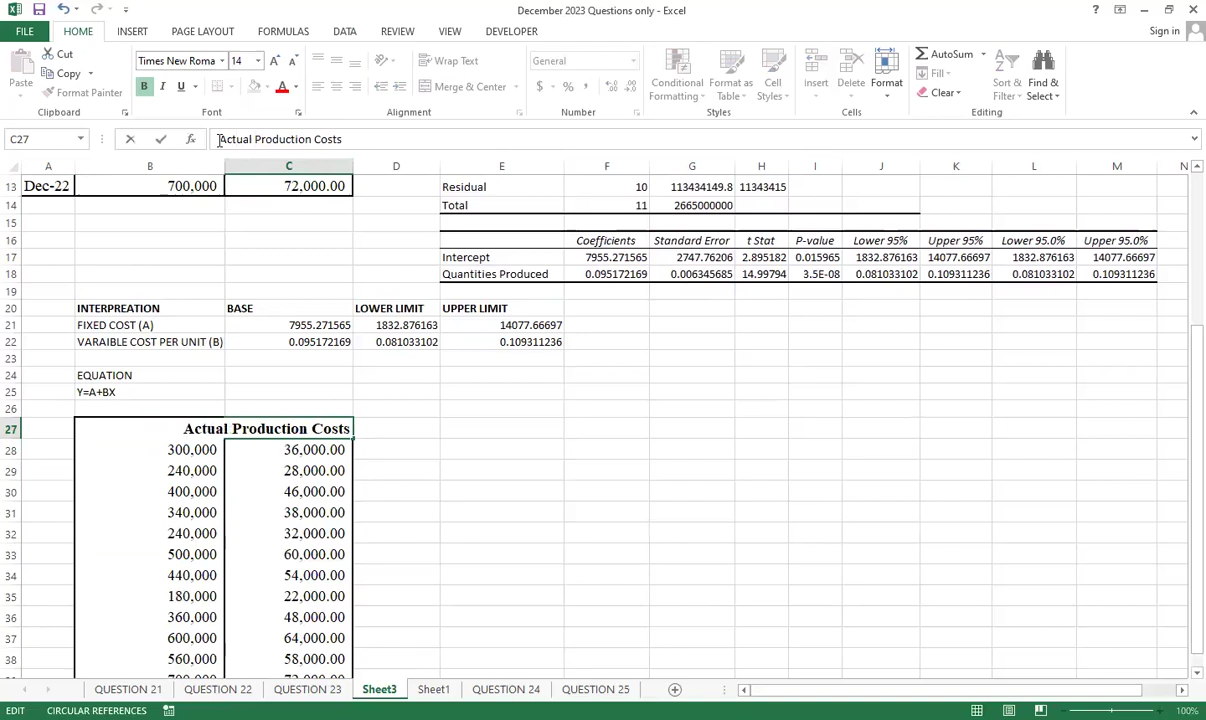 December 2023 Questions only - Excel
Sign in
FILE HOME INSERT PAGE LAYOUT FORMULAS DATA REVIEW VIEW DEVELOPER
Paste Cut Copy Format Painter
Times New Roma 14
B I U
Wrap Text
Merge & Center
General
$ % ,
Conditional Formatting Format as Table Cell Styles
Insert Delete Format
AutoSum Fill Clear
Sort & Filter Find & Select
Clipboard Font Alignment Number Styles Cells Editing
C27 fx Actual Production Costs
A B C D E F G H I J K L M N
13 Dec-22 700,000 72,000.00 Residual 10 113434149.8 11343415
14 Total 11 2665000000
15
16 Coefficients Standard Error t Stat P-value Lower 95% Upper 95% Lower 95.0% Upper 95.0%
17 Intercept 7955.271565 2747.76206 2.895182 0.015965 1832.876163 14077.66697 1832.876163 14077.66697
18 Quantities Produced 0.095172169 0.006345685 14.99794 3.5E-08 0.081033102 0.109311236 0.081033102 0.109311236
19
20 INTERPREATION BASE LOWER LIMIT UPPER LIMIT
21 FIXED COST (A) 7955.271565 1832.876163 14077.66697
22 VARAIBLE COST PER UNIT (B) 0.095172169 0.081033102 0.109311236
23
24 EQUATION
25 Y=A+BX
26
27 Actual Production Costs
28 300,000 36,000.00
29 240,000 28,000.00
30 400,000 46,000.00
31 340,000 38,000.00
32 240,000 32,000.00
33 500,000 60,000.00
34 440,000 54,000.00
35 180,000 22,000.00
36 360,000 48,000.00
37 600,000 64,000.00
38 560,000 58,000.00
QUESTION 21 QUESTION 22 QUESTION 23 Sheet3 Sheet1 QUESTION 24 QUESTION 25
EDIT CIRCULAR REFERENCES 100%